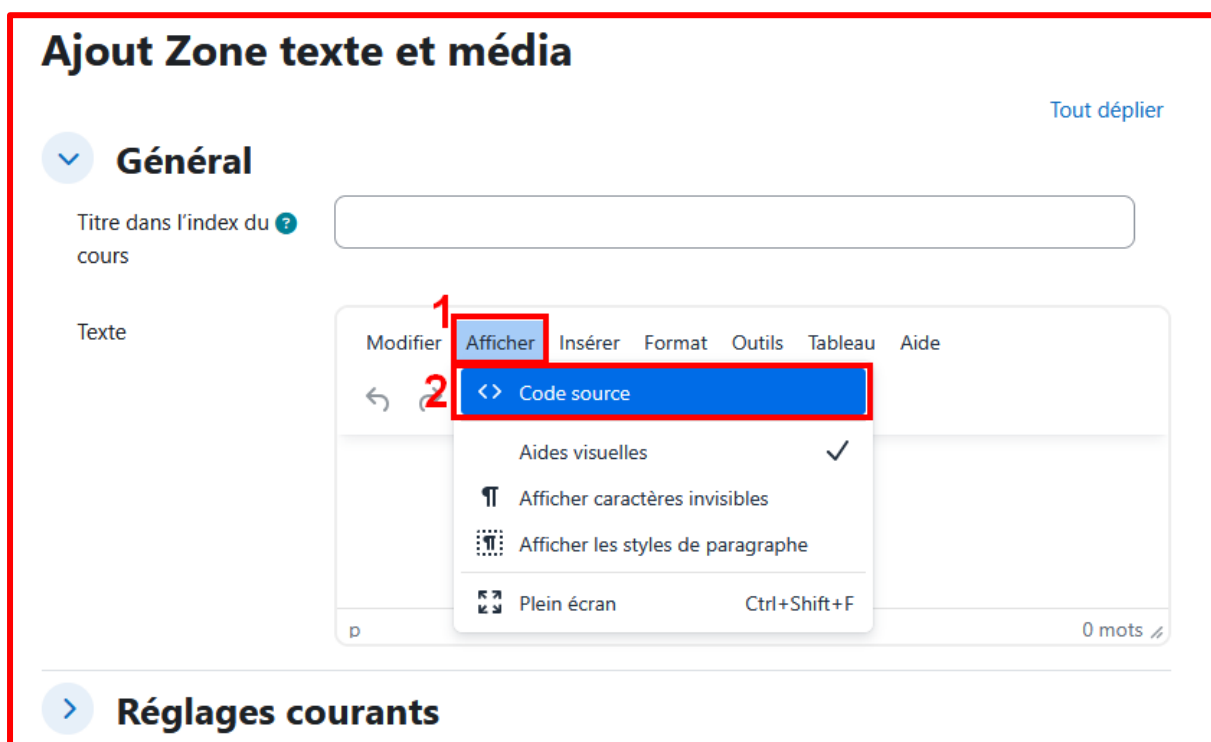 Ajout Zone texte et média
Tout déplier
Général
Titre dans l'index du ?
cours
Texte
1
Modifier Afficher Insérer Format Outils Tableau Aide
2
Code source
Aides visuelles
Afficher caractères invisibles
Afficher les styles de paragraphe
Plein écran Ctrl+Shift+F
p 0 mots
Réglages courants